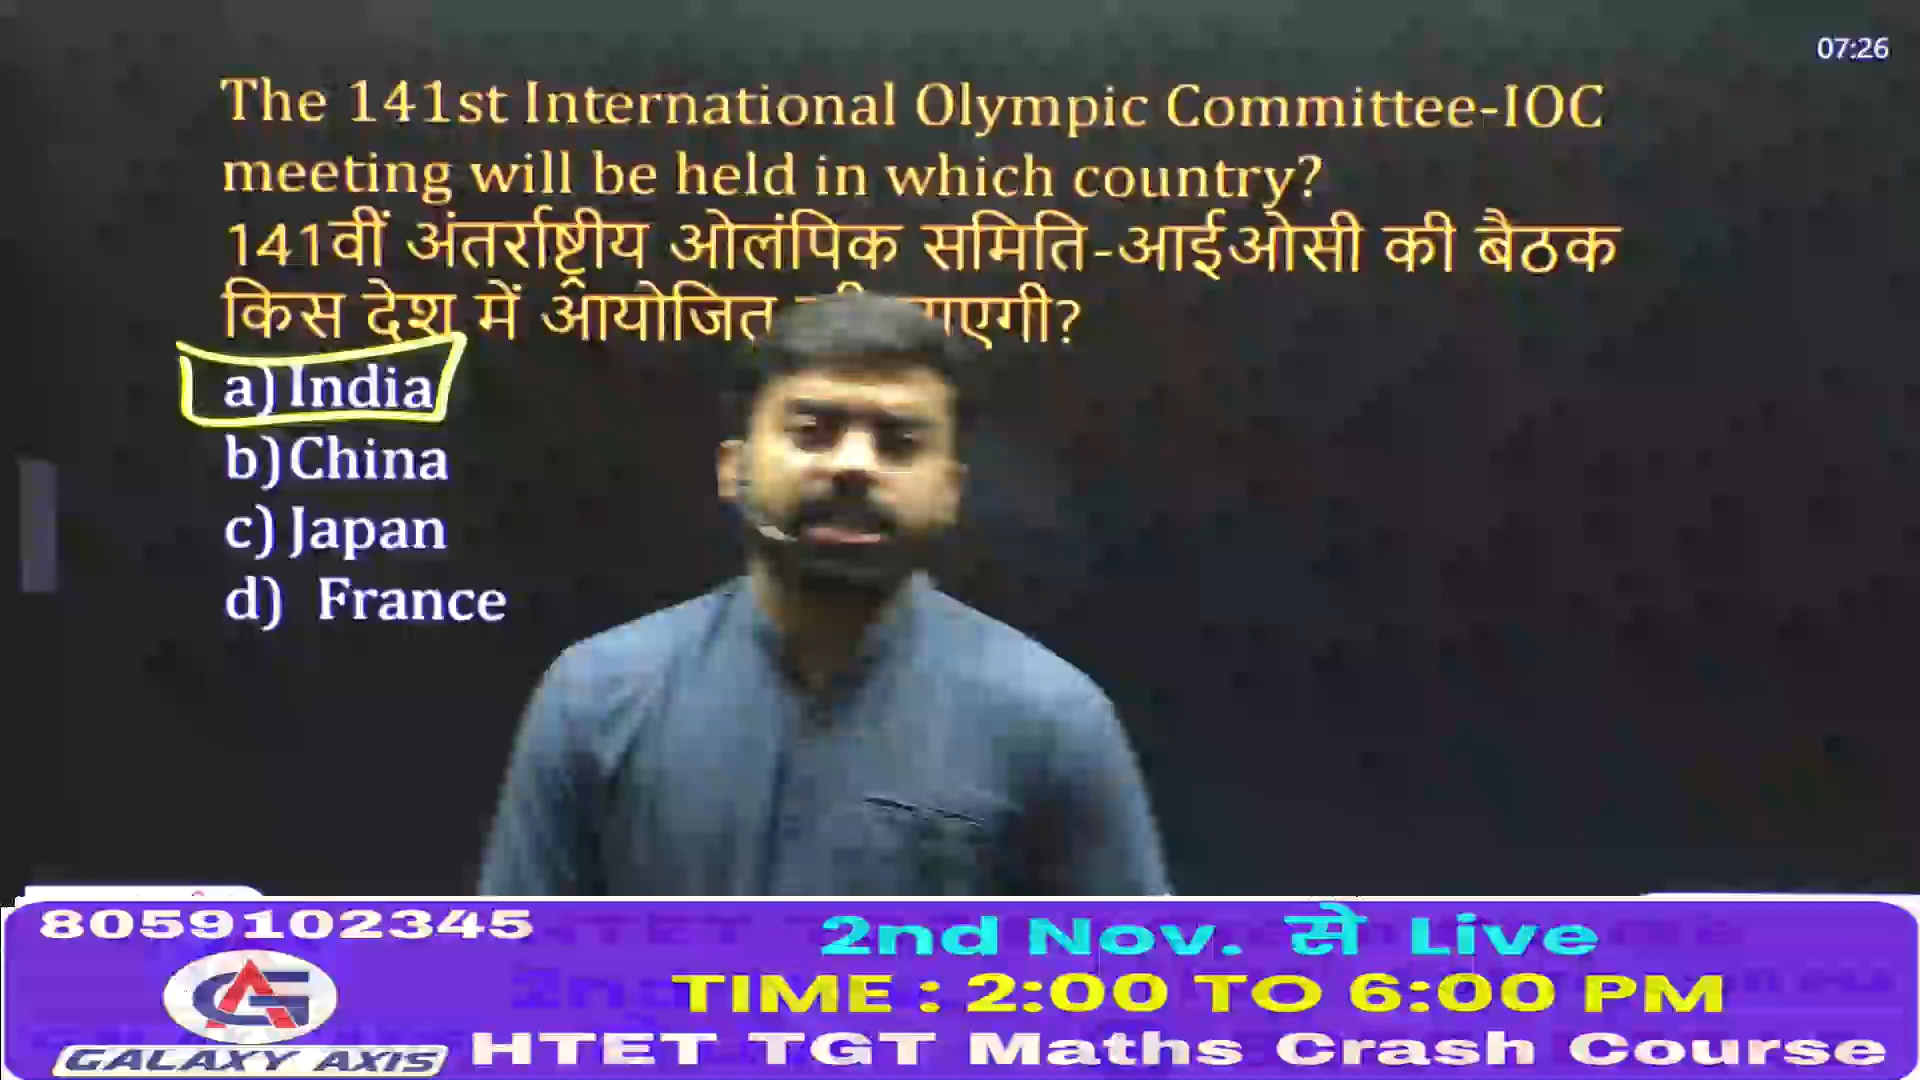 07:26
The 141st International Olympic Committee-IOC
meeting will be held in which country?
141वीं अंतर्राष्ट्रीय ओलंपिक समिति-आईओसी की बैठक
किस देश में आयोजित
a) India
b) China
c) Japan
d) France
8059102345
2nd Nov. से Live
TIME : 2:00 TO 6:00 PM
HTET TGT Maths Crash Course
AG
GALAXY AXIS